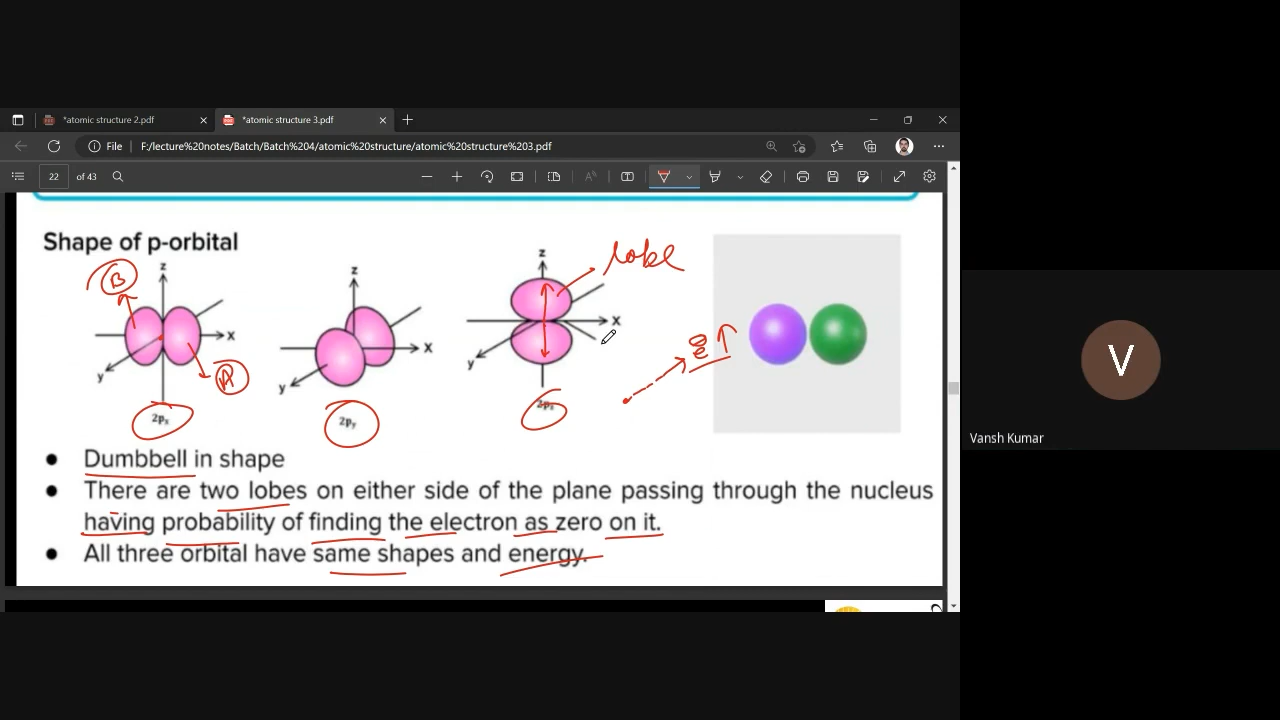 *atomic structure 2.pdf
*atomic structure 3.pdf
File
F:/lecture%20notes/Batch/Batch%204/atomic%20structure/atomic%20structure%203.pdf
22 of 43
Shape of p-orbital
z
x
y
B
A
2px
z
x
y
2py
z
x
y
lobe
2pz
Dumbbell in shape
There are two lobes on either side of the plane passing through the nucleus
having probability of finding the electron as zero on it.
All three orbital have same shapes and energy.
V
Vansh Kumar